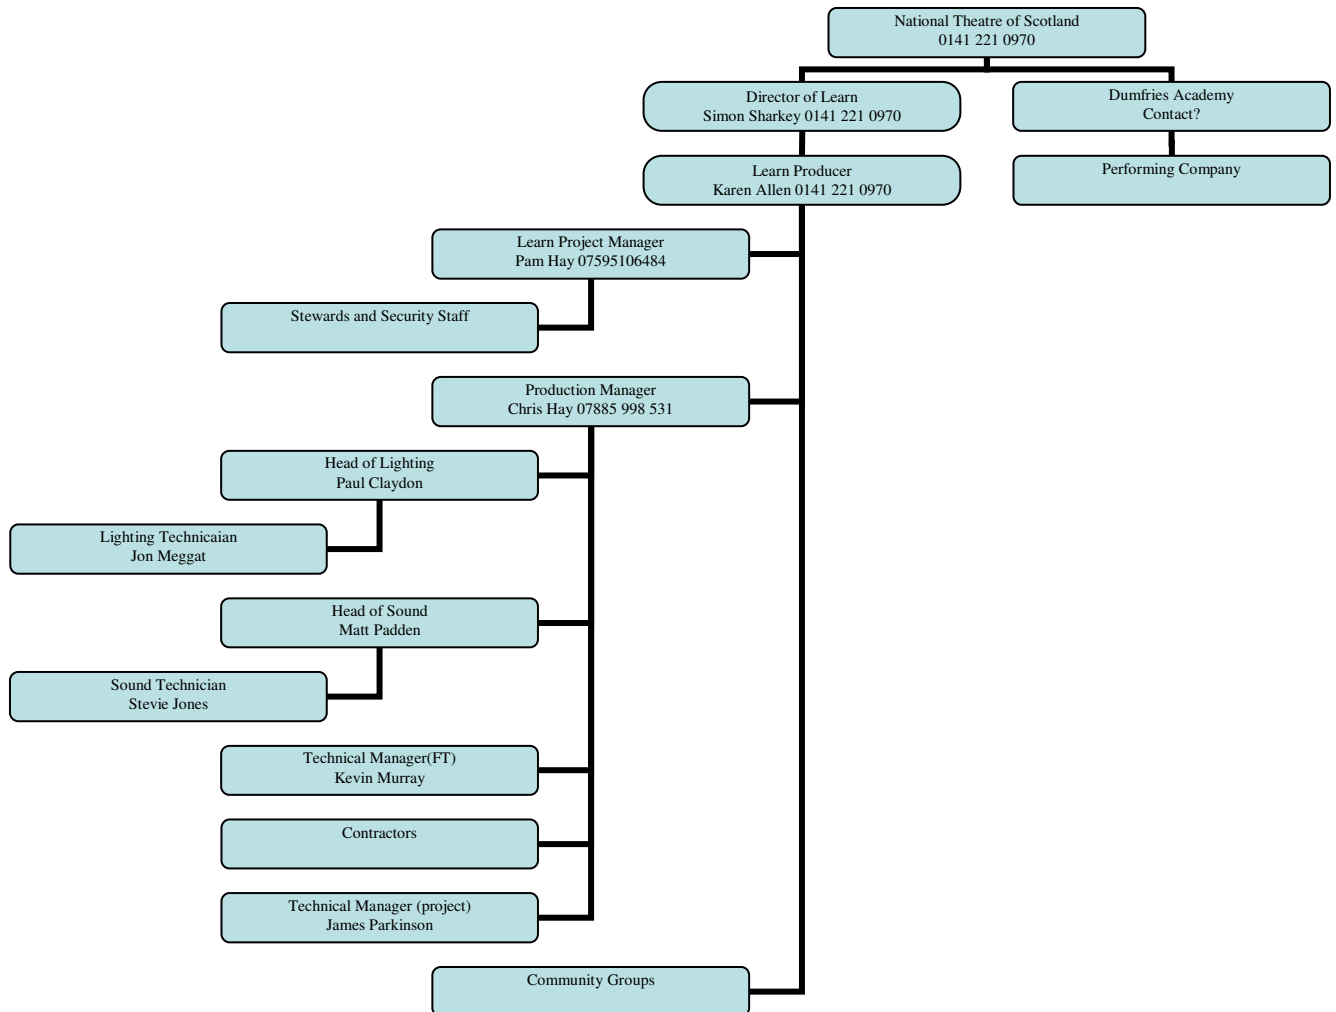 National Theatre of Scotland
0141 221 0970
Director of Learn
Simon Sharkey 0141 221 0970
Dumfries Academy
Contact?
Learn Producer
Karen Allen 0141 221 0970
Performing Company
Learn Project Manager
Pam Hay 07595106484
Stewards and Security Staff
Production Manager
Chris Hay 07885 998 531
Head of Lighting
Paul Claydon
Lighting Technicaian
Jon Meggat
Head of Sound
Matt Padden
Sound Technician
Stevie Jones
Technical Manager(FT)
Kevin Murray
Contractors
Technical Manager (project)
James Parkinson
Community Groups